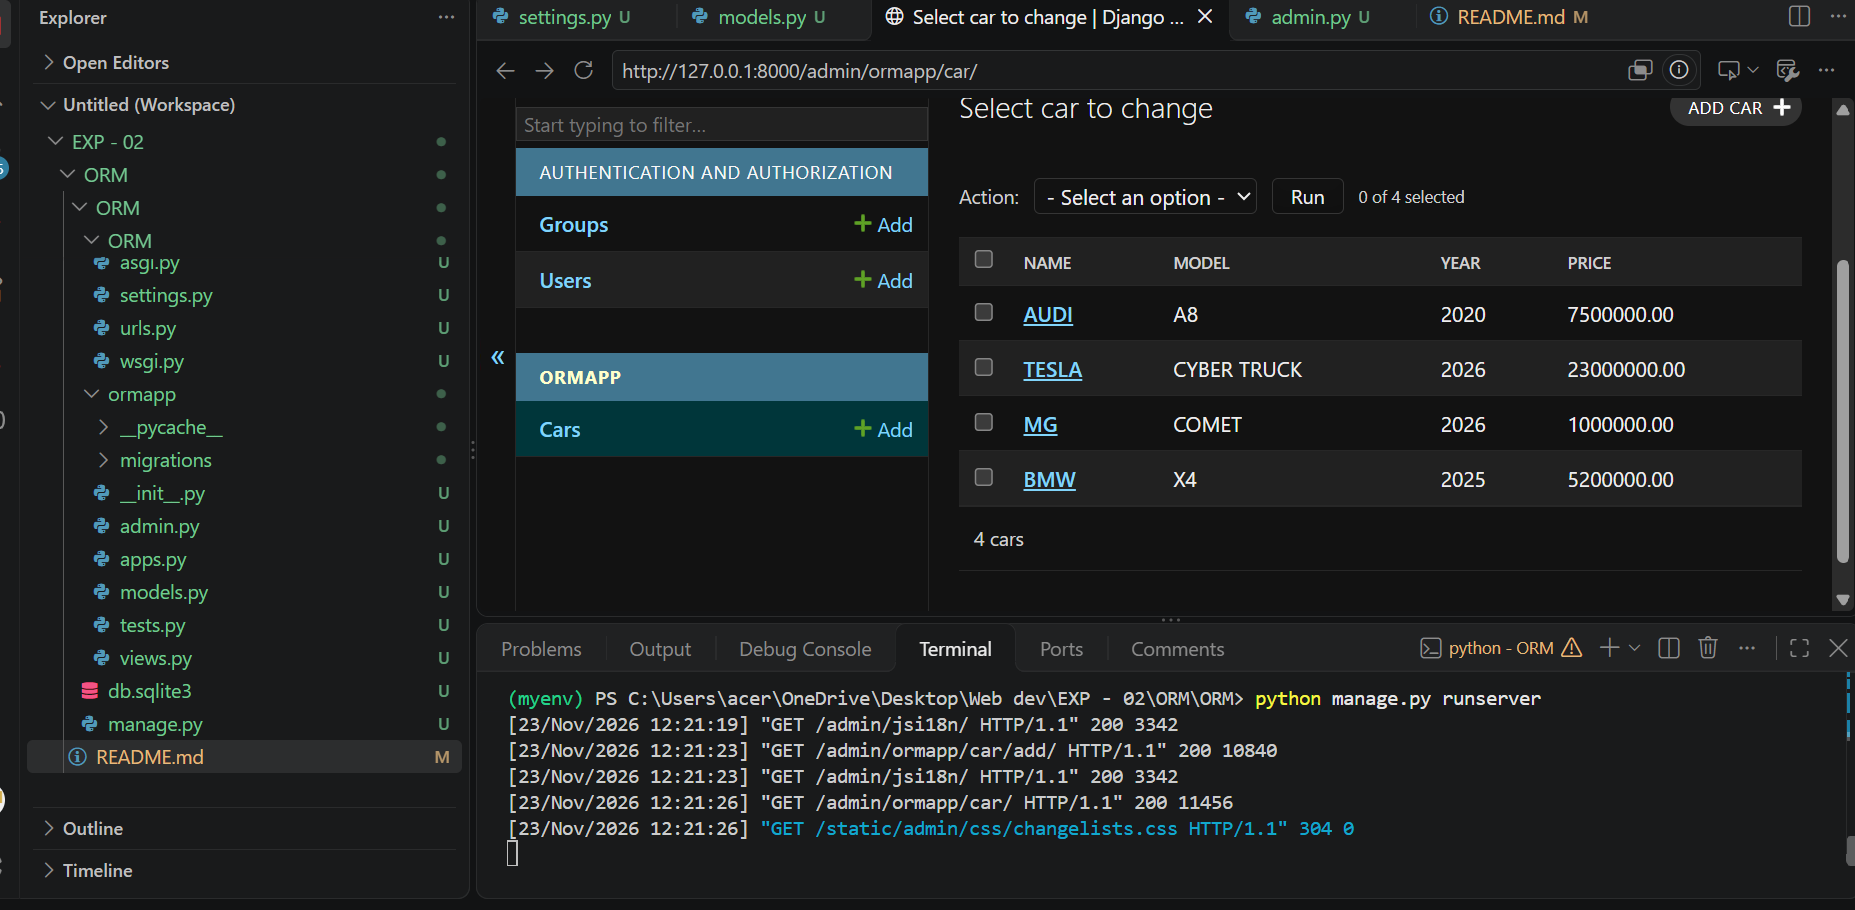 Explorer
Open Editors
Untitled (Workspace)
EXP - 02
ORM
ORM
ORM
asgi.py U
settings.py U
urls.py U
wsgi.py U
ormapp
__pycache__
migrations
__init__.py U
admin.py U
apps.py U
models.py U
tests.py U
views.py U
db.sqlite3 U
manage.py U
README.md M
Outline
Timeline
settings.py U
models.py U
Select car to change | Django ...
admin.py U
README.md M
http://127.0.0.1:8000/admin/ormapp/car/
Start typing to filter...
AUTHENTICATION AND AUTHORIZATION
Groups + Add
Users + Add
«
ORMAPP
Cars + Add
Select car to change
ADD CAR +
Action: - Select an option - Run 0 of 4 selected
NAME MODEL YEAR PRICE
AUDI A8 2020 7500000.00
TESLA CYBER TRUCK 2026 23000000.00
MG COMET 2026 1000000.00
BMW X4 2025 5200000.00
4 cars
Problems Output Debug Console Terminal Ports Comments python - ORM
(myenv) PS C:\Users\acer\OneDrive\Desktop\Web dev\EXP - 02\ORM\ORM> python manage.py runserver
[23/Nov/2026 12:21:19] "GET /admin/jsi18n/ HTTP/1.1" 200 3342
[23/Nov/2026 12:21:23] "GET /admin/ormapp/car/add/ HTTP/1.1" 200 10840
[23/Nov/2026 12:21:23] "GET /admin/jsi18n/ HTTP/1.1" 200 3342
[23/Nov/2026 12:21:26] "GET /admin/ormapp/car/ HTTP/1.1" 200 11456
[23/Nov/2026 12:21:26] "GET /static/admin/css/changelists.css HTTP/1.1" 304 0